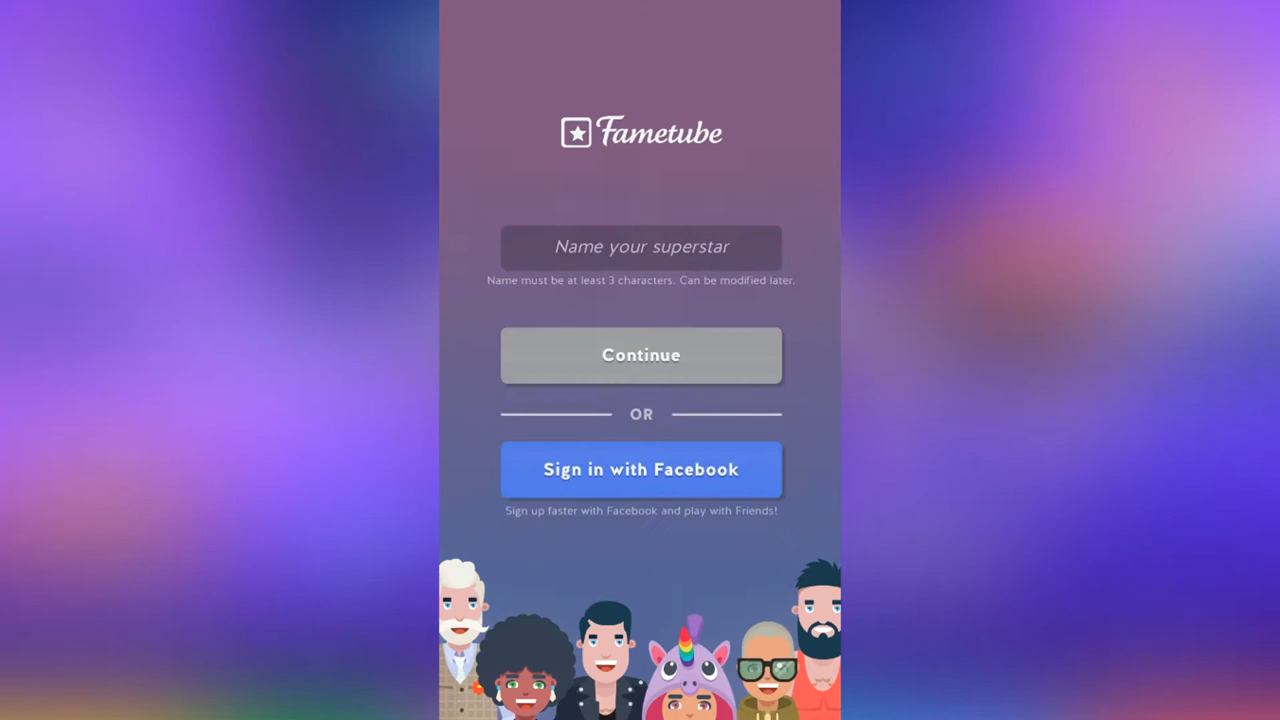 Fametube
Name your superstar
Name must be at least 3 characters. Can be modified later.
Continue
OR
Sign in with Facebook
Sign up faster with Facebook and play with Friends!